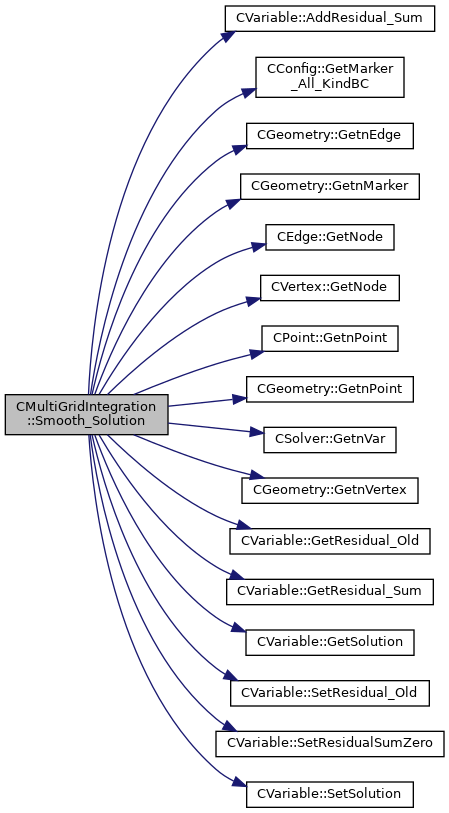 CVariable::AddResidual_Sum
CConfig::GetMarker
_All_KindBC
CGeometry::GetnEdge
CGeometry::GetnMarker
CEdge::GetNode
CVertex::GetNode
CPoint::GetnPoint
CMultiGridIntegration
::Smooth_Solution
CGeometry::GetnPoint
CSolver::GetnVar
CGeometry::GetnVertex
CVariable::GetResidual_Old
CVariable::GetResidual_Sum
CVariable::GetSolution
CVariable::SetResidual_Old
CVariable::SetResidualSumZero
CVariable::SetSolution